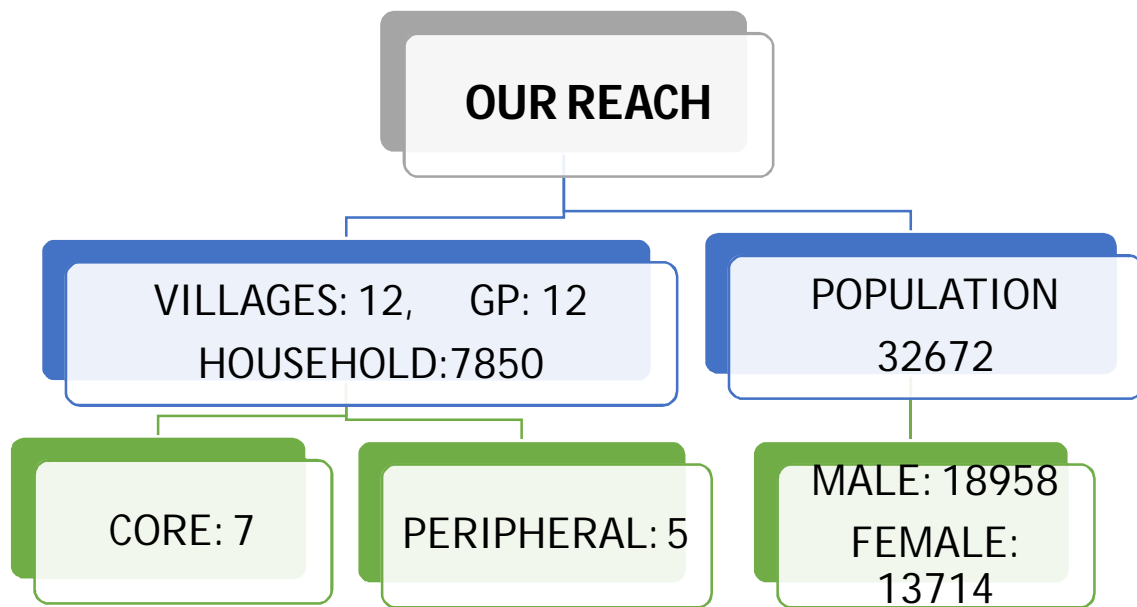 OUR REACH
VILLAGES: 12, GP: 12
HOUSEHOLD:7850
POPULATION
32672
CORE: 7
PERIPHERAL: 5
MALE: 18958
FEMALE:
13714